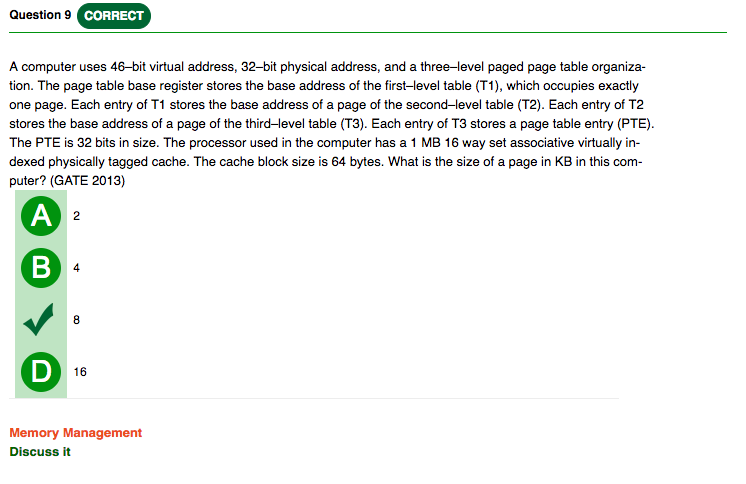 Question 9 CORRECT
A computer uses 46–bit virtual address, 32–bit physical address, and a three–level paged page table organiza-
tion. The page table base register stores the base address of the first–level table (T1), which occupies exactly
one page. Each entry of T1 stores the base address of a page of the second–level table (T2). Each entry of T2
stores the base address of a page of the third–level table (T3). Each entry of T3 stores a page table entry (PTE).
The PTE is 32 bits in size. The processor used in the computer has a 1 MB 16 way set associative virtually in-
dexed physically tagged cache. The cache block size is 64 bytes. What is the size of a page in KB in this com-
puter? (GATE 2013)
A 2
B 4
8
D 16
Memory Management
Discuss it